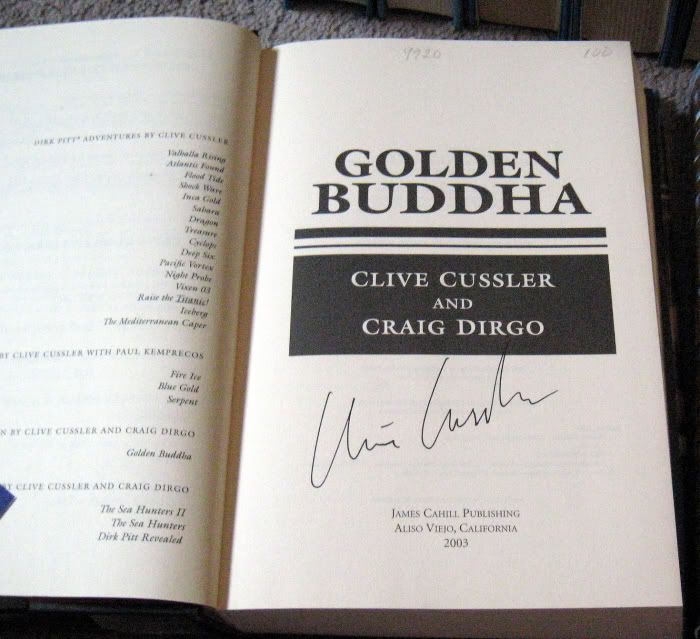 DIRK PITT® ADVENTURES BY CLIVE CUSSLER
Valhalla Rising
Atlantis Found
Flood Tide
Shock Wave
Inca Gold
Sahara
Dragon
Treasure
Cyclops
Deep Six
Pacific Vortex
Night Probe
Vixen 03
Raise the Titanic!
Iceberg
The Mediterranean Caper
BY CLIVE CUSSLER WITH PAUL KEMPRECOS
Fire Ice
Blue Gold
Serpent
BY CLIVE CUSSLER AND CRAIG DIRGO
Golden Buddha
BY CLIVE CUSSLER AND CRAIG DIRGO
The Sea Hunters II
The Sea Hunters
Dirk Pitt Revealed
9920 100
GOLDEN
BUDDHA
CLIVE CUSSLER
AND
CRAIG DIRGO
Clive Cussler
JAMES CAHILL PUBLISHING
ALISO VIEJO, CALIFORNIA
2003